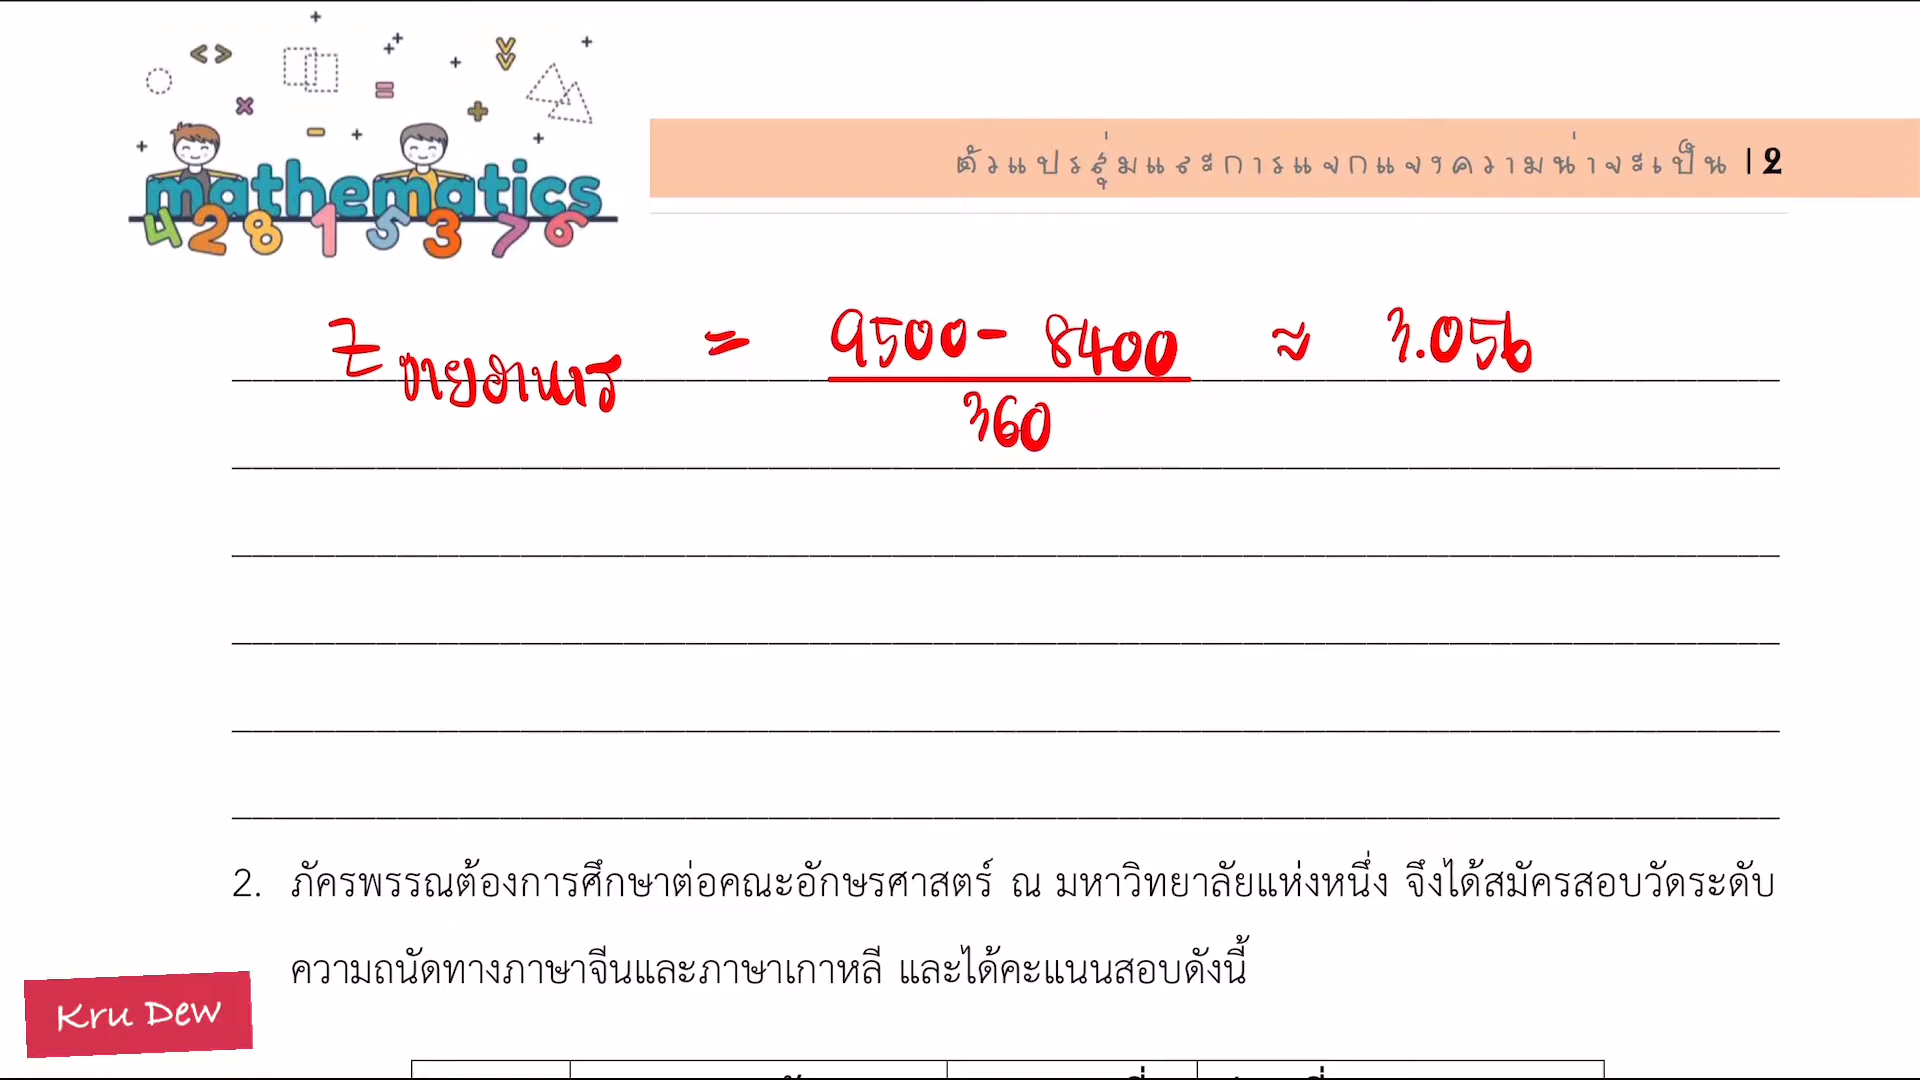 mathematics
4 2 8 1 5 3 7 6
ตัวแปรสุ่มและการแจกแจงความน่าจะเป็น | 2
Z ขายอาหาร = 9500 - 8400 / 360 ≈ 3.056
2. ภัครพรรณต้องการศึกษาต่อคณะอักษรศาสตร์ ณ มหาวิทยาลัยแห่งหนึ่ง จึงได้สมัครสอบวัดระดับ
ความถนัดทางภาษาจีนและภาษาเกาหลี และได้คะแนนสอบดังนี้
Kru Dew